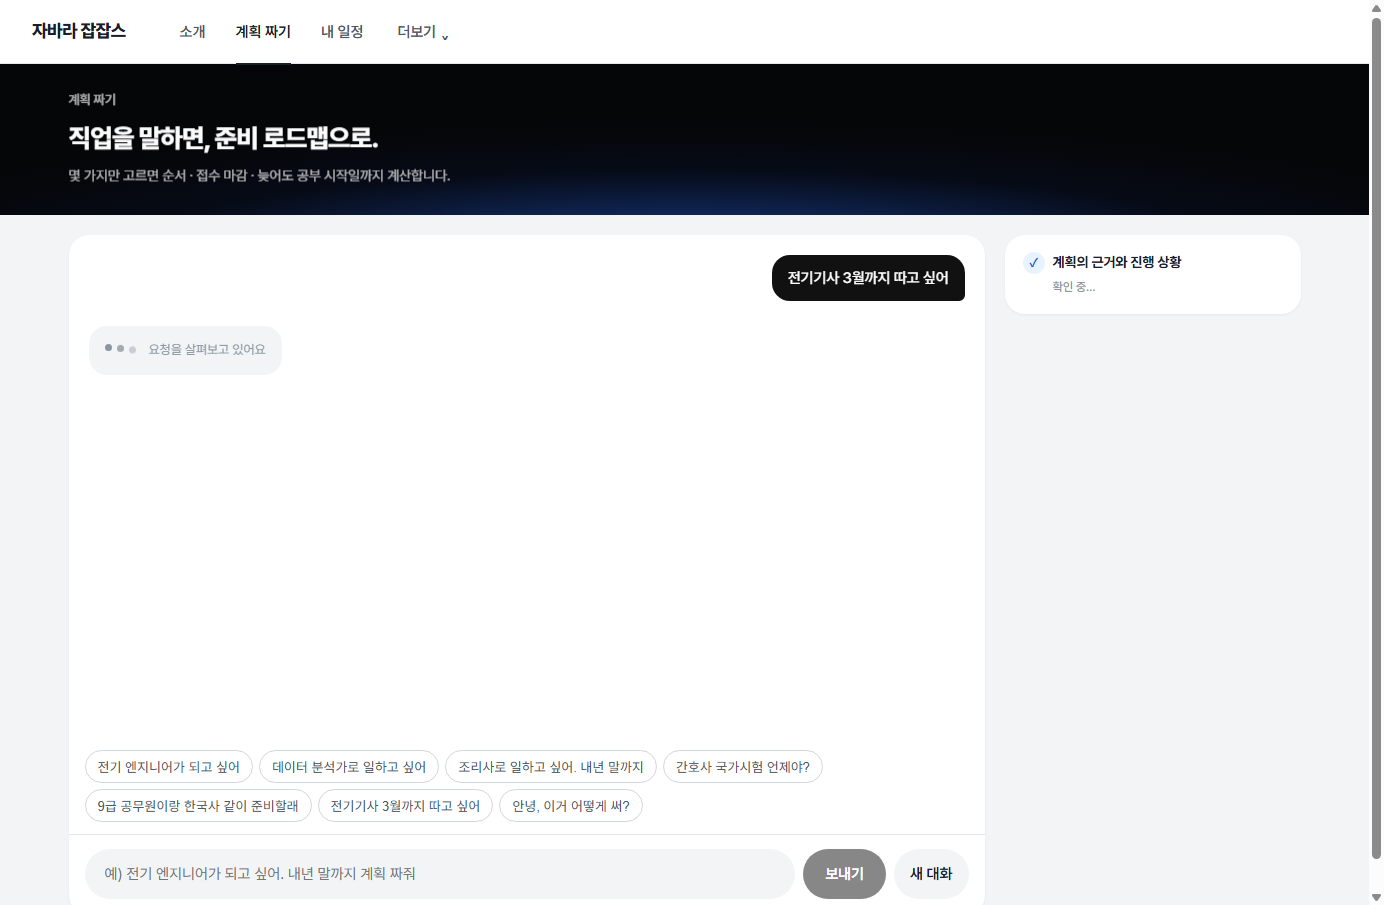 자바라 잡잡스
소개
계획 짜기
내 일정
더보기
계획 짜기
직업을 말하면, 준비 로드맵으로.
몇 가지만 고르면 순서 · 접수 마감 · 늦어도 공부 시작일까지 계산합니다.
전기기사 3월까지 따고 싶어
요청을 살펴보고 있어요
계획의 근거와 진행 상황
확인 중...
전기 엔지니어가 되고 싶어
데이터 분석가로 일하고 싶어
조리사로 일하고 싶어. 내년 말까지
간호사 국가시험 언제야?
9급 공무원이랑 한국사 같이 준비할래
전기기사 3월까지 따고 싶어
안녕, 이거 어떻게 써?
예) 전기 엔지니어가 되고 싶어. 내년 말까지 계획 짜줘
보내기
새 대화